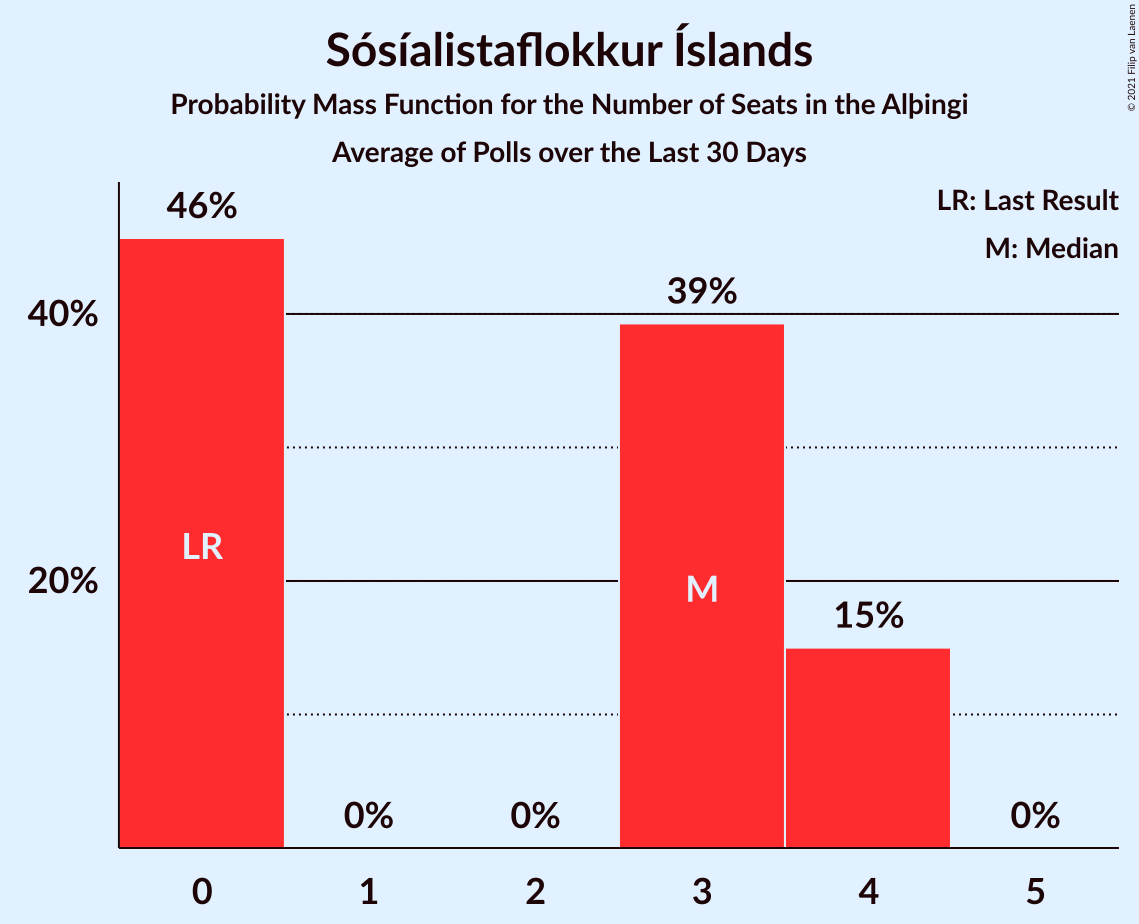 Sósíalistaflokkur Íslands
Probability Mass Function for the Number of Seats in the Alþingi
Average of Polls over the Last 30 Days
© 2021 Filip van Laenen
LR: Last Result
M: Median
46%
39%
40%
LR
M
20%
15%
0%
0%
0%
0
1
2
3
4
5